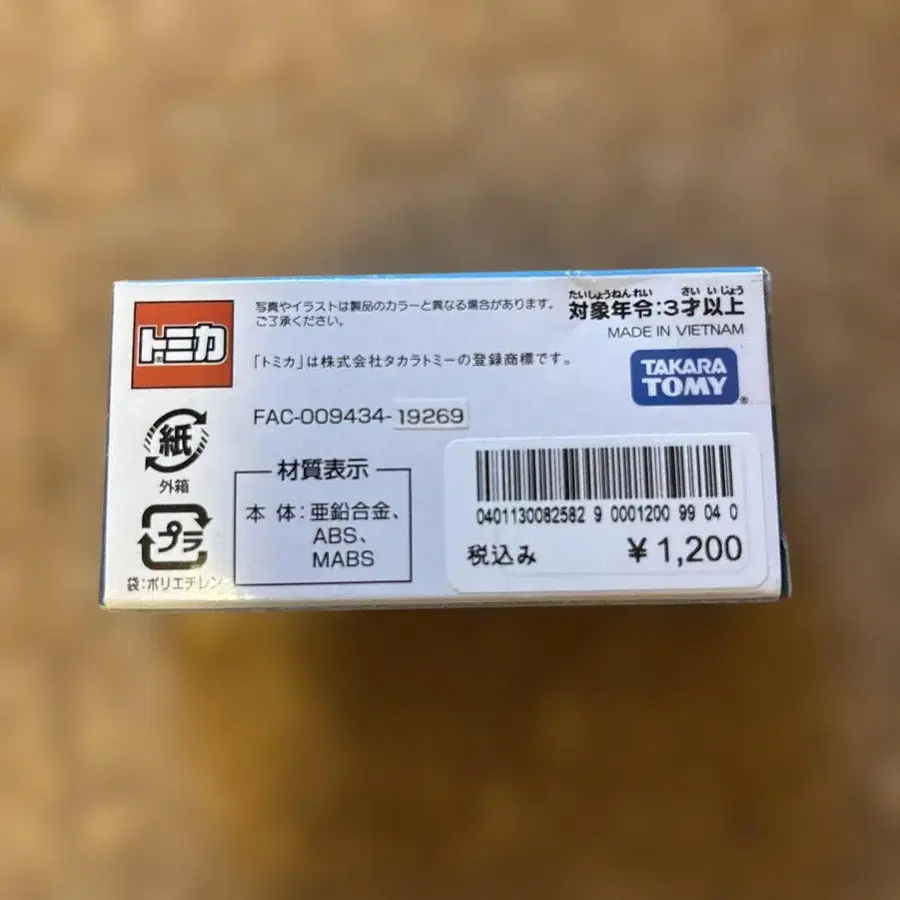 トミカ®
写真やイラストは製品のカラーと異なる場合があります。
ご了承ください。
「トミカ」は株式会社タカラトミーの登録商標です。
FAC-009434-19269
たいしょうねんれい さい いじょう
対象年令:3才以上
MADE IN VIETNAM
TAKARA
TOMY®
紙
外箱
プラ
袋:ポリエチレン
材質表示
本 体:亜鉛合金、
ABS、
MABS
0401130082582 9 0001200 99 04 0
税込み ¥1,200